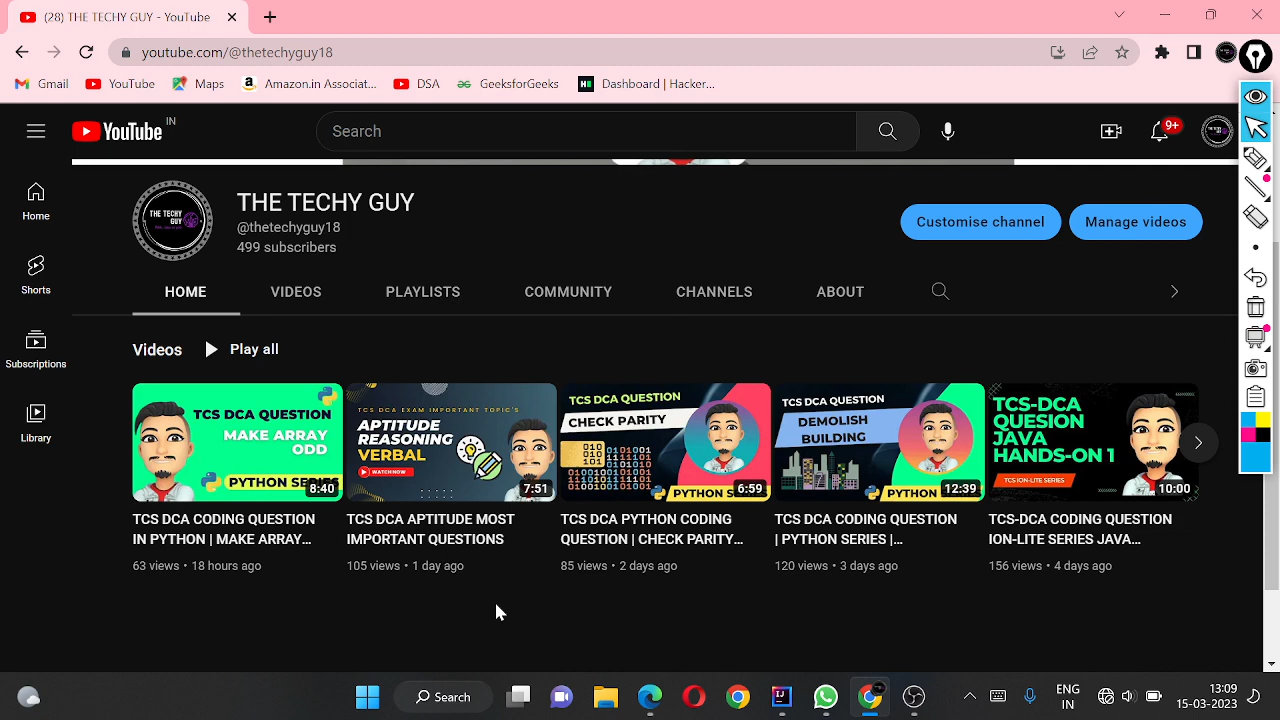 (28) THE TECHY GUY - YouTube
youtube.com/@thetechyguy18
Gmail YouTube Maps Amazon.in Associat... DSA GeeksforGeeks Dashboard | Hacker...
YouTube IN
Search
9+
Home
Shorts
Subscriptions
Library
THE TECHY GUY
THE TECHY GUY
@thetechyguy18
499 subscribers
Customise channel
Manage videos
HOME VIDEOS PLAYLISTS COMMUNITY CHANNELS ABOUT
Videos Play all
TCS DCA QUESTION
MAKE ARRAY
ODD
PYTHON SE
8:40
TCS DCA EXAM IMPORTANT TOPIC'S
APTITUDE
REASONING
VERBAL
WATCH NOW
7:51
TCS DCA QUESTION
CHECK PARITY
PYTHON S
6:59
TCS DCA QUESTION
DEMOLISH
BUILDING
PYTHON
12:39
TCS-DCA
QUESION
JAVA
HANDS-ON 1
TCS ION-LITE SERIES
10:00
TCS DCA CODING QUESTION
IN PYTHON | MAKE ARRAY...
63 views • 18 hours ago
TCS DCA APTITUDE MOST
IMPORTANT QUESTIONS
105 views • 1 day ago
TCS DCA PYTHON CODING
QUESTION | CHECK PARITY...
85 views • 2 days ago
TCS DCA CODING QUESTION
| PYTHON SERIES |...
120 views • 3 days ago
TCS-DCA CODING QUESTION
ION-LITE SERIES JAVA...
156 views • 4 days ago
Search
ENG
IN
13:09
15-03-2023